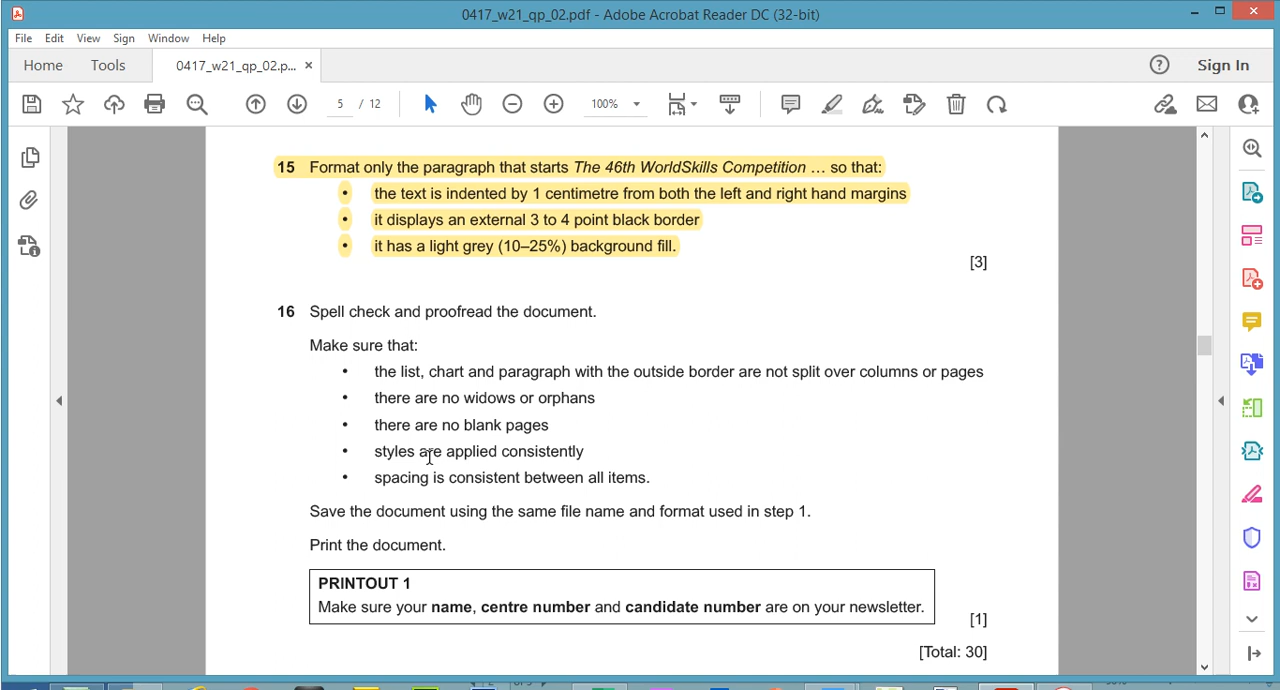 0417_w21_qp_02.pdf - Adobe Acrobat Reader DC (32-bit)
File Edit View Sign Window Help
Home Tools 0417_w21_qp_02.p... × Sign In
5 / 12 100%
15 Format only the paragraph that starts The 46th WorldSkills Competition … so that:
• the text is indented by 1 centimetre from both the left and right hand margins
• it displays an external 3 to 4 point black border
• it has a light grey (10–25%) background fill.
[3]
16 Spell check and proofread the document.
Make sure that:
• the list, chart and paragraph with the outside border are not split over columns or pages
• there are no widows or orphans
• there are no blank pages
• styles are applied consistently
• spacing is consistent between all items.
Save the document using the same file name and format used in step 1.
Print the document.
PRINTOUT 1
Make sure your name, centre number and candidate number are on your newsletter.
[1]
[Total: 30]